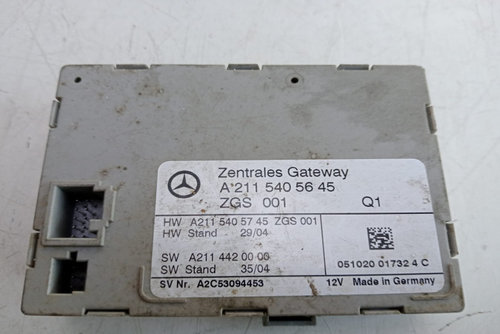 Zentrales Gateway
A 211 540 56 45
ZGS 001 Q1
HW A211 540 57 45 ZGS 001
HW Stand 29/04
SW A211 442 00 00
SW Stand 35/04
051020 01732 4 C
SV Nr. A2C53094453 12V Made in Germany